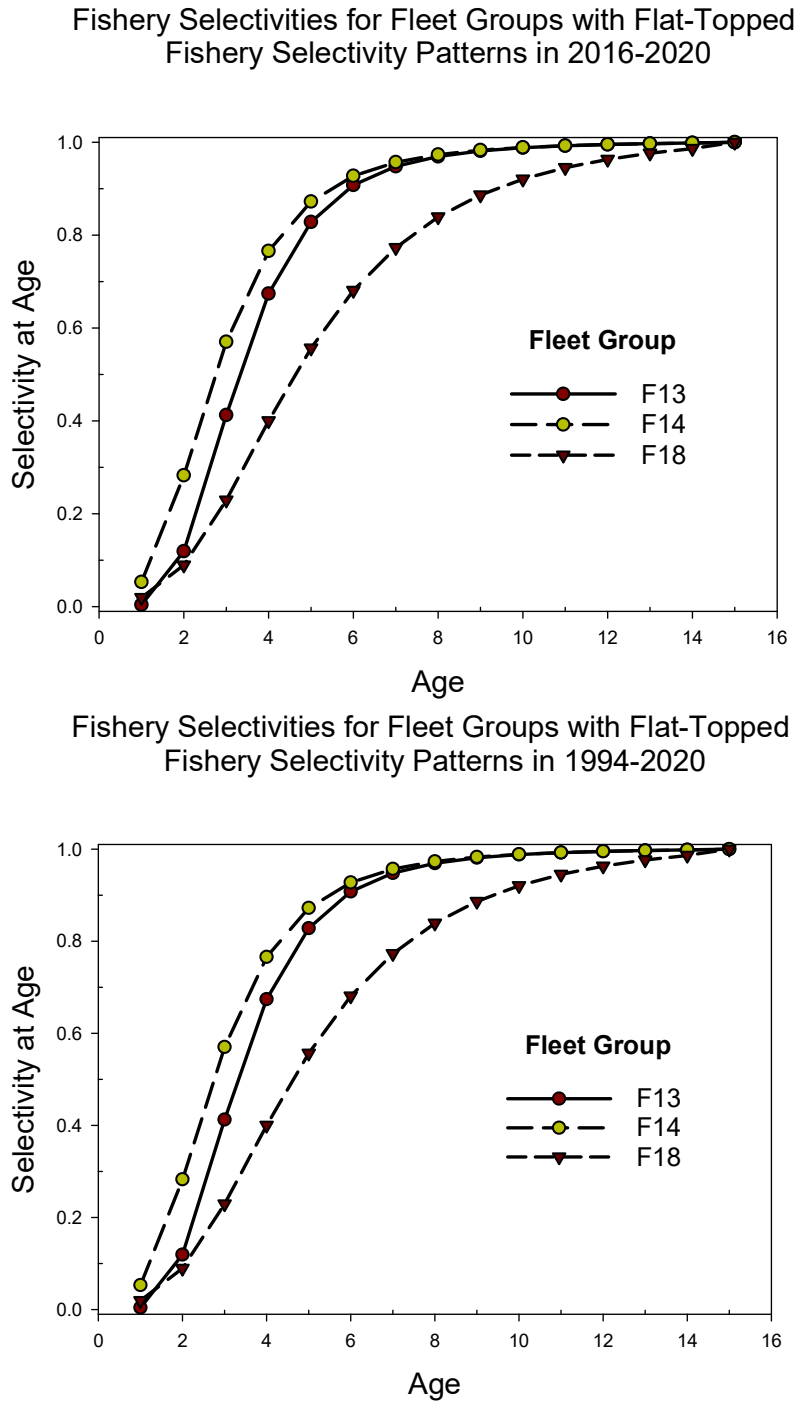 Fishery Selectivities for Fleet Groups with Flat-Topped
Fishery Selectivity Patterns in 2016-2020
1.0
0.8
0.6
0.4
0.2
0.0
Selectivity at Age
Fleet Group
F13
F14
F18
0 2 4 6 8 10 12 14 16
Age
Fishery Selectivities for Fleet Groups with Flat-Topped
Fishery Selectivity Patterns in 1994-2020
1.0
0.8
0.6
0.4
0.2
0.0
Selectivity at Age
Fleet Group
F13
F14
F18
0 2 4 6 8 10 12 14 16
Age